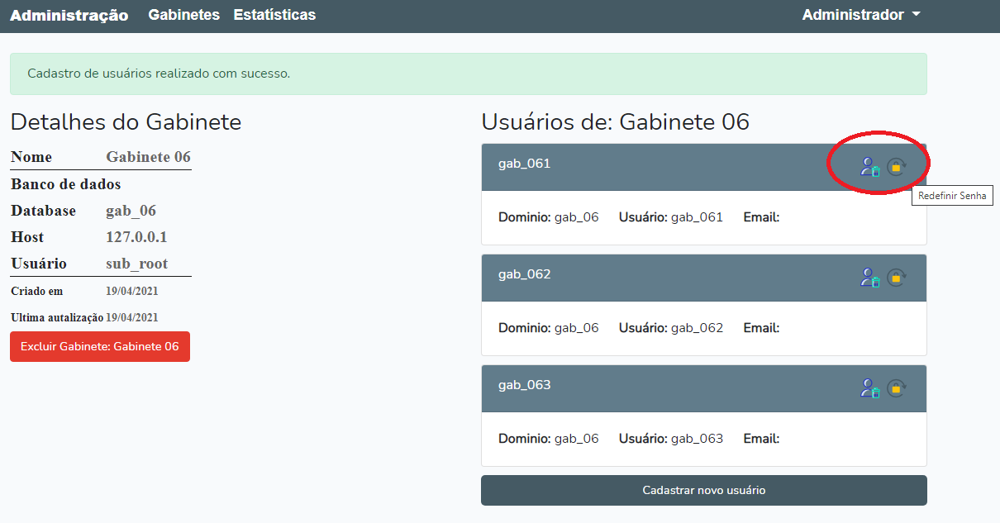 Administração Gabinetes Estatísticas Administrador
Cadastro de usuários realizado com sucesso.
Detalhes do Gabinete
Nome Gabinete 06
Banco de dados
Database gab_06
Host 127.0.0.1
Usuário sub_root
Criado em 19/04/2021
Ultima autalização 19/04/2021
Excluir Gabinete: Gabinete 06
Usuários de: Gabinete 06
gab_061
Redefinir Senha
Dominio: gab_06 Usuário: gab_061 Email:
gab_062
Dominio: gab_06 Usuário: gab_062 Email:
gab_063
Dominio: gab_06 Usuário: gab_063 Email:
Cadastrar novo usuário